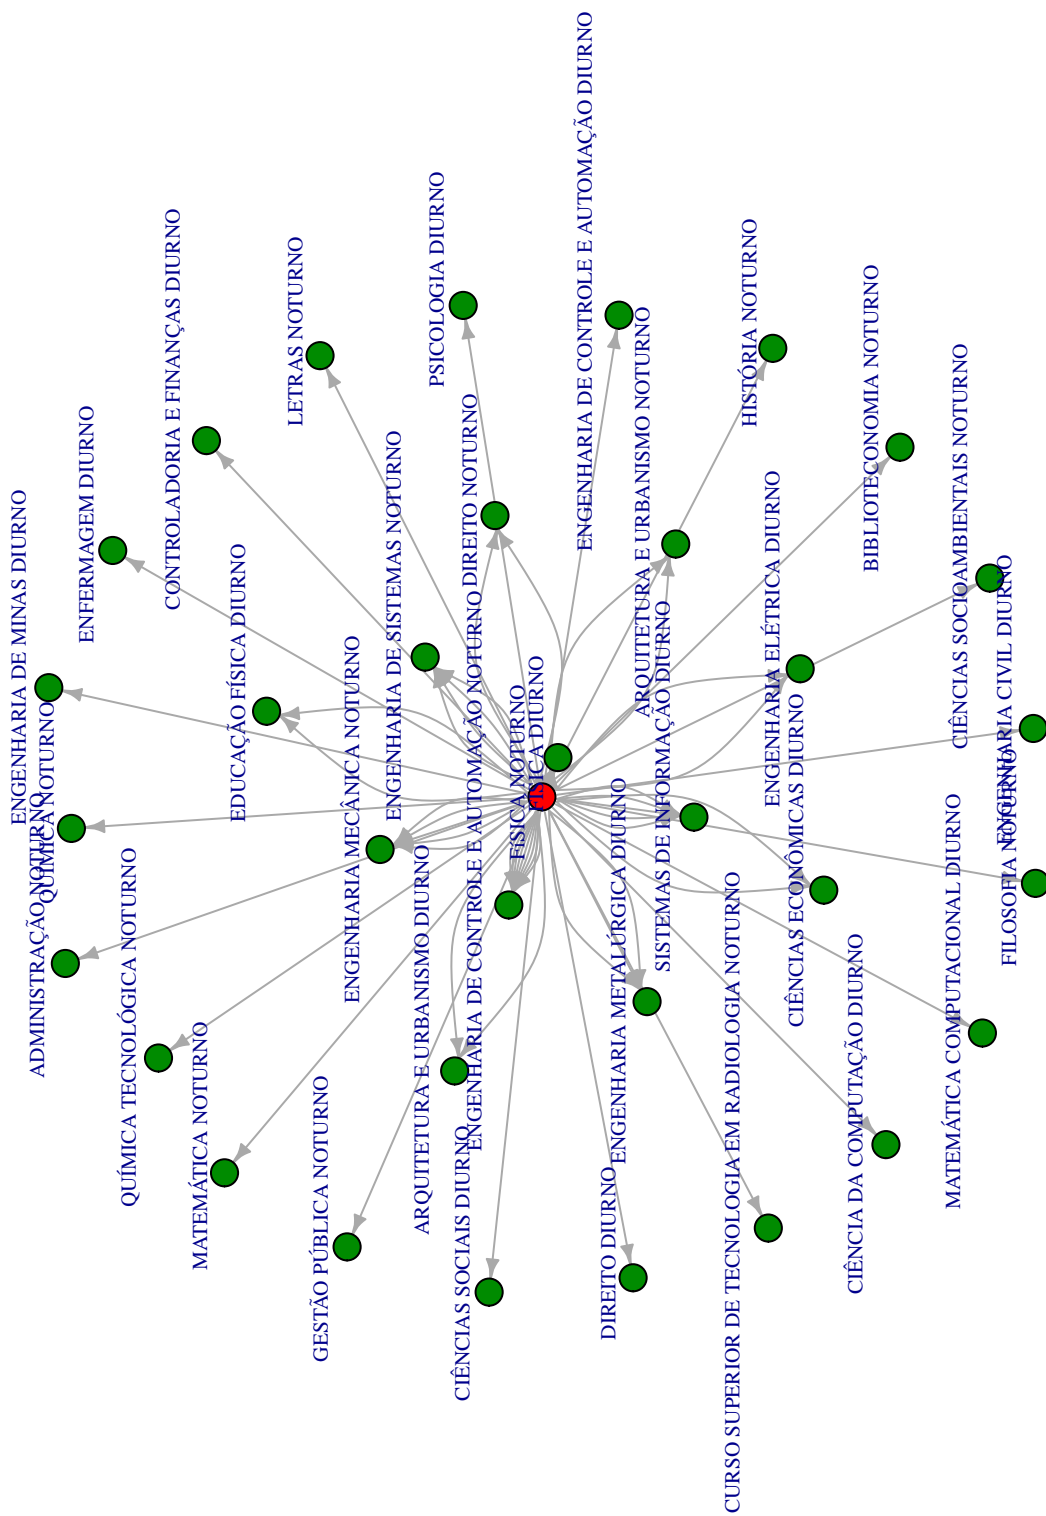 ENGENHARIA DE MINAS DIURNO
ADMINISTRAÇÃO NOTURNO
QUÍMICA NOTURNO
ENFERMAGEM DIURNO
QUÍMICA TECNOLÓGICA NOTURNO
CONTROLADORIA E FINANÇAS DIURNO
MATEMÁTICA NOTURNO
EDUCAÇÃO FÍSICA DIURNO
LETRAS NOTURNO
GESTÃO PÚBLICA NOTURNO
ENGENHARIA MECÂNICA NOTURNO
ENGENHARIA DE SISTEMAS NOTURNO
ARQUITETURA E URBANISMO DIURNO
PSICOLOGIA DIURNO
CIÊNCIAS SOCIAIS DIURNO
DIREITO NOTURNO
ENGENHARIA DE CONTROLE E AUTOMAÇÃO NOTURNO
FÍSICA NOTURNO
FÍSICA DIURNO
ENGENHARIA DE CONTROLE E AUTOMAÇÃO DIURNO
DIREITO DIURNO
ENGENHARIA METALÚRGICA DIURNO
ARQUITETURA E URBANISMO NOTURNO
SISTEMAS DE INFORMAÇÃO DIURNO
CURSO SUPERIOR DE TECNOLOGIA EM RADIOLOGIA NOTURNO
HISTÓRIA NOTURNO
ENGENHARIA ELÉTRICA DIURNO
CIÊNCIAS ECONÔMICAS DIURNO
CIÊNCIA DA COMPUTAÇÃO DIURNO
BIBLIOTECONOMIA NOTURNO
MATEMÁTICA COMPUTACIONAL DIURNO
CIÊNCIAS SOCIOAMBIENTAIS NOTURNO
ENGENHARIA CIVIL DIURNO
FILOSOFIA NOTURNO